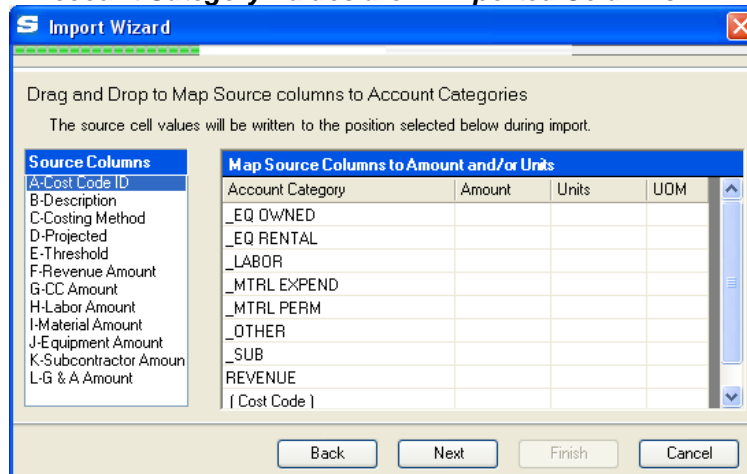 Import Wizard
Drag and Drop to Map Source columns to Account Categories
The source cell values will be written to the position selected below during import.
Source Columns
A-Cost Code ID
B-Description
C-Costing Method
D-Projected
E-Threshold
F-Revenue Amount
G-CC Amount
H-Labor Amount
I-Material Amount
J-Equipment Amount
K-Subcontractor Amoun
L-G & A Amount
Map Source Columns to Amount and/or Units
Account Category Amount Units UOM
_EQ OWNED
_EQ RENTAL
_LABOR
_MTRL EXPEND
_MTRL PERM
_OTHER
_SUB
REVENUE
( Cost Code )
Back Next Finish Cancel